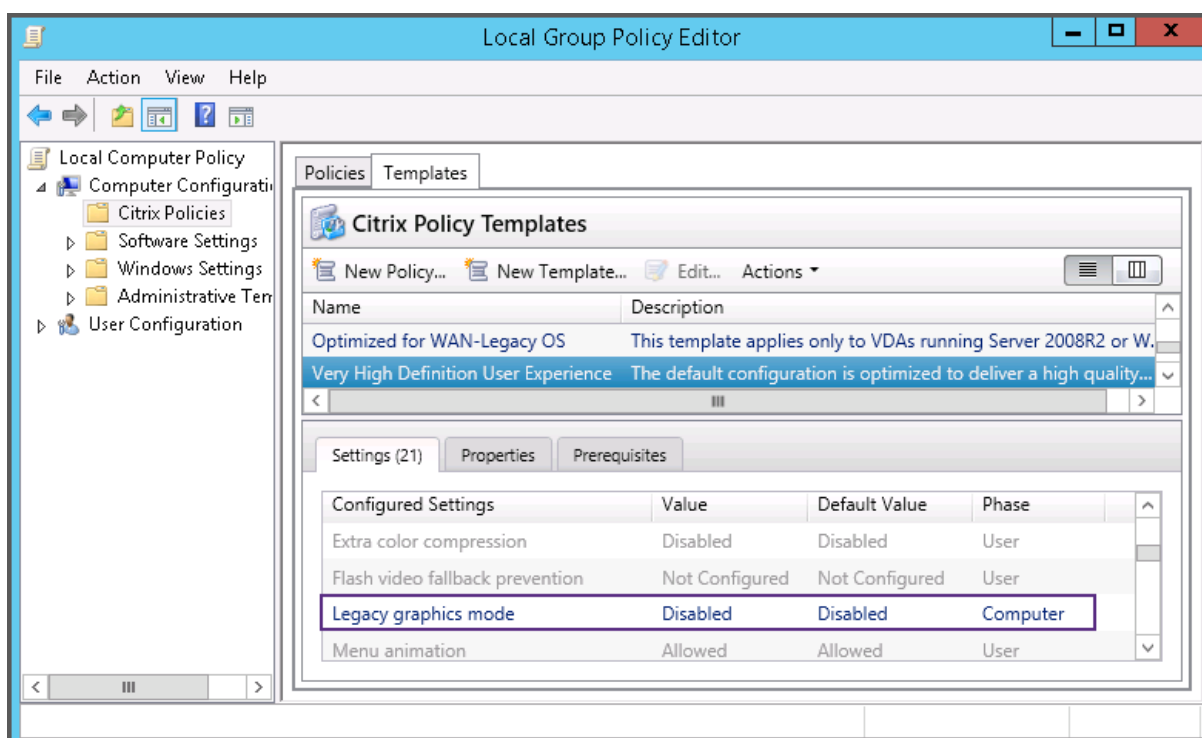 Local Group Policy Editor
File Action View Help
Local Computer Policy
Computer Configurati
Citrix Policies
Software Settings
Windows Settings
Administrative Tem
User Configuration
Policies Templates
Citrix Policy Templates
New Policy... New Template... Edit... Actions
Name Description
Optimized for WAN-Legacy OS This template applies only to VDAs running Server 2008R2 or W.
Very High Definition User Experience The default configuration is optimized to deliver a high quality...
Settings (21) Properties Prerequisites
Configured Settings Value Default Value Phase
Extra color compression Disabled Disabled User
Flash video fallback prevention Not Configured Not Configured User
Legacy graphics mode Disabled Disabled Computer
Menu animation Allowed Allowed User